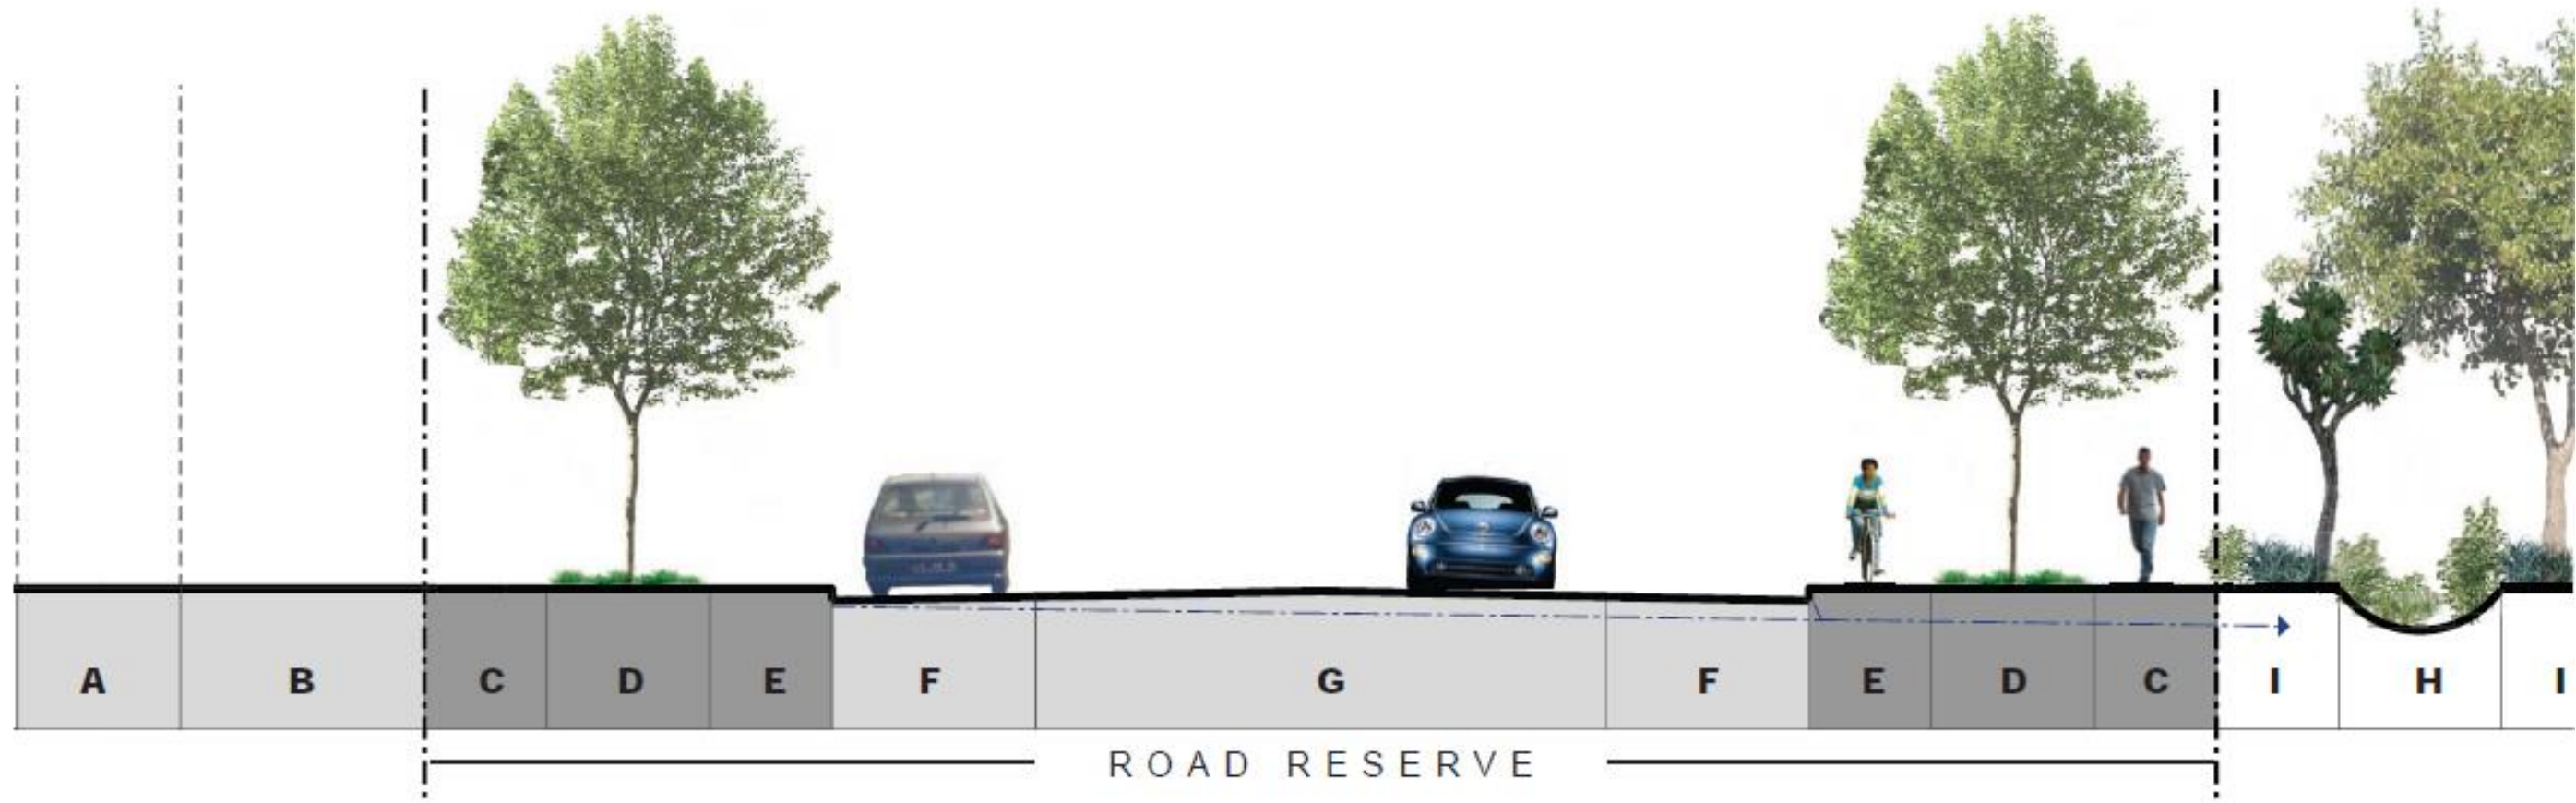 A B C D E F G F E D C I H I
ROAD RESERVE